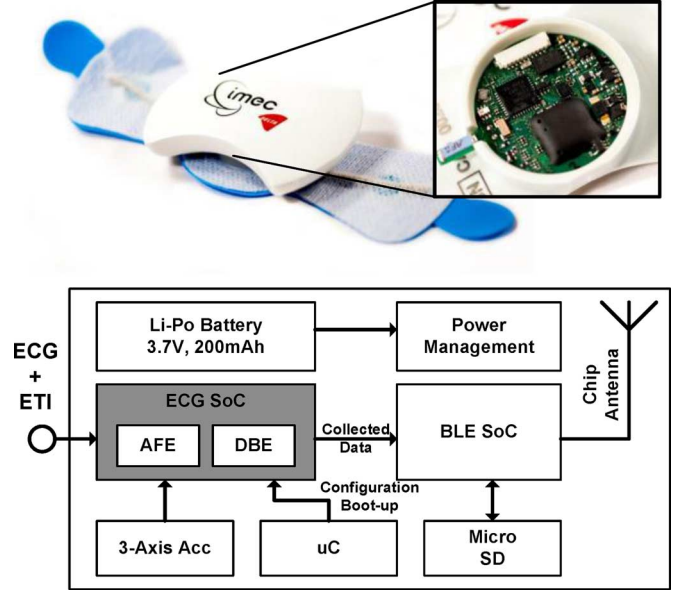 imec
Li-Po Battery
3.7V, 200mAh
Power
Management
ECG
+
ETI
ECG SoC
AFE
DBE
Collected
Data
BLE SoC
Chip
Antenna
Configuration
Boot-up
3-Axis Acc
uC
Micro
SD